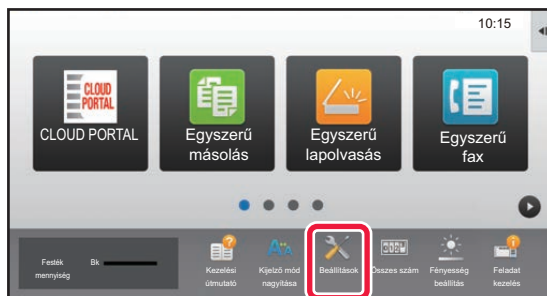 10:15
CLOUD
PORTAL
CLOUD PORTAL
Egyszerű
másolás
Egyszerű
lapolvasás
Egyszerű
fax
Festék
mennyiség
Bk
Kezelési
útmutató
Kijelző mód
nagyítása
Beállítások
Összes szám
Fényesség
beállítás
Feladat
kezelés